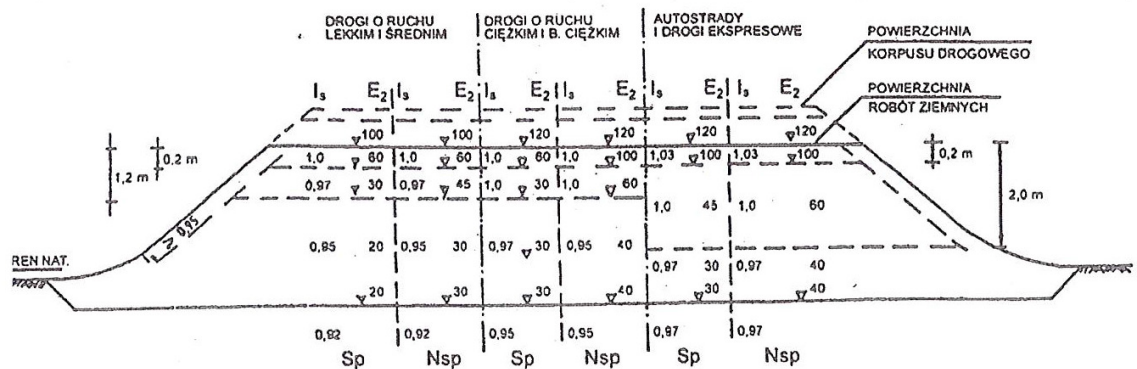 DROGI O RUCHU
LEKKIM I ŚREDNIM
DROGI O RUCHU
CIĘŻKIM I B. CIĘŻKIM
AUTOSTRADY
I DROGI EKSPRESOWE
POWIERZCHNIA
KORPUSU DROGOWEGO
POWIERZCHNIA
ROBÓT ZIEMNYCH
Is E2 Is E2 Is E2 Is E2 Is E2 Is E2
100 100 120 120 120 120
1,0 60 1,0 60 1,0 60 1,0 100 1,03 100 1,03 100
0,2 m
1,2 m
0,2 m
2,0 m
0,97 30 0,97 45 1,0 30 1,0 60
1,0 45 1,0 60
≥ 0,95
0,95 20 0,95 30 0,97 30 0,95 40
0,97 30 0,97 40
REN NAT.
20 30 30 40 30 40
0,92 0,92 0,95 0,95 0,97 0,97
Sp Nsp Sp Nsp Sp Nsp